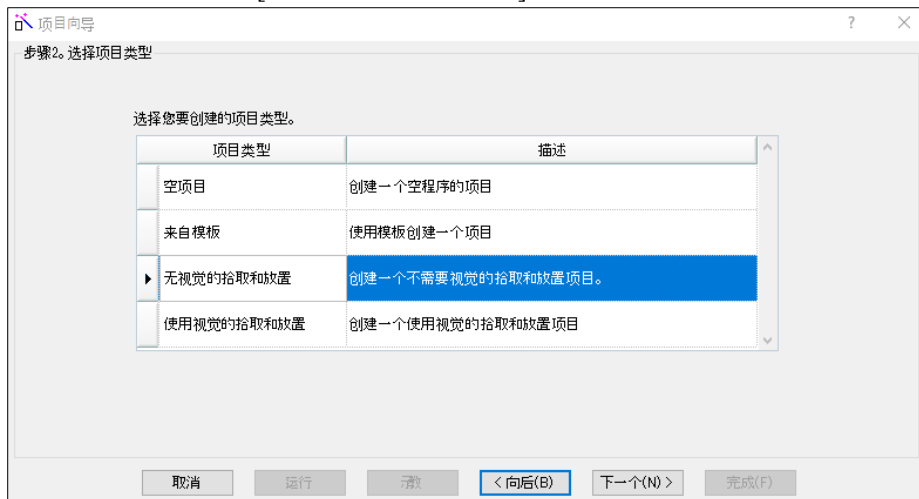 项目向导
步骤2。选择项目类型
选择您要创建的项目类型。
项目类型 描述
空项目 创建一个空程序的项目
来自模板 使用模板创建一个项目
无视觉的拾取和放置 创建一个不需要视觉的拾取和放置项目。
使用视觉的拾取和放置 创建一个使用视觉的拾取和放置项目
取消 运行 示教 < 向后(B) 下一个(N) > 完成(F)